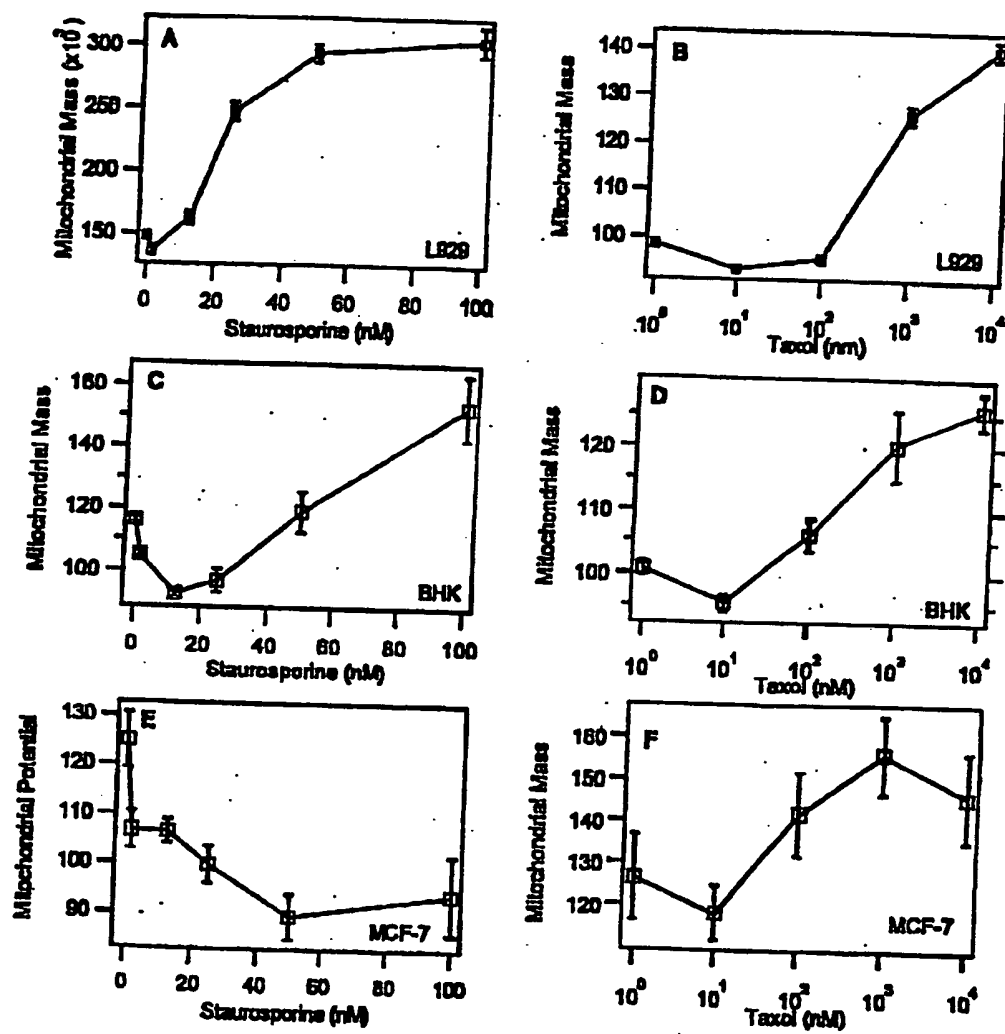 A
Mitochondrial Mass (x10³)
300
250
200
150
L929
0 20 40 60 80 100
Staurosporine (nM)
B
Mitochondrial Mass
140
130
120
110
100
L929
10⁰ 10¹ 10² 10³ 10⁴
Taxol (nm)
C
Mitochondrial Mass
160
140
120
100
BHK
0 20 40 60 80 100
Staurosporine (nM)
D
Mitochondrial Mass
120
110
100
BHK
10⁰ 10¹ 10² 10³ 10⁴
Taxol (nM)
E
Mitochondrial Potential
130
120
110
100
90
MCF-7
0 20 40 60 80 100
Staurosporine (nM)
F
Mitochondrial Mass
160
150
140
130
120
MCF-7
10⁰ 10¹ 10² 10³ 10⁴
Taxol (nM)